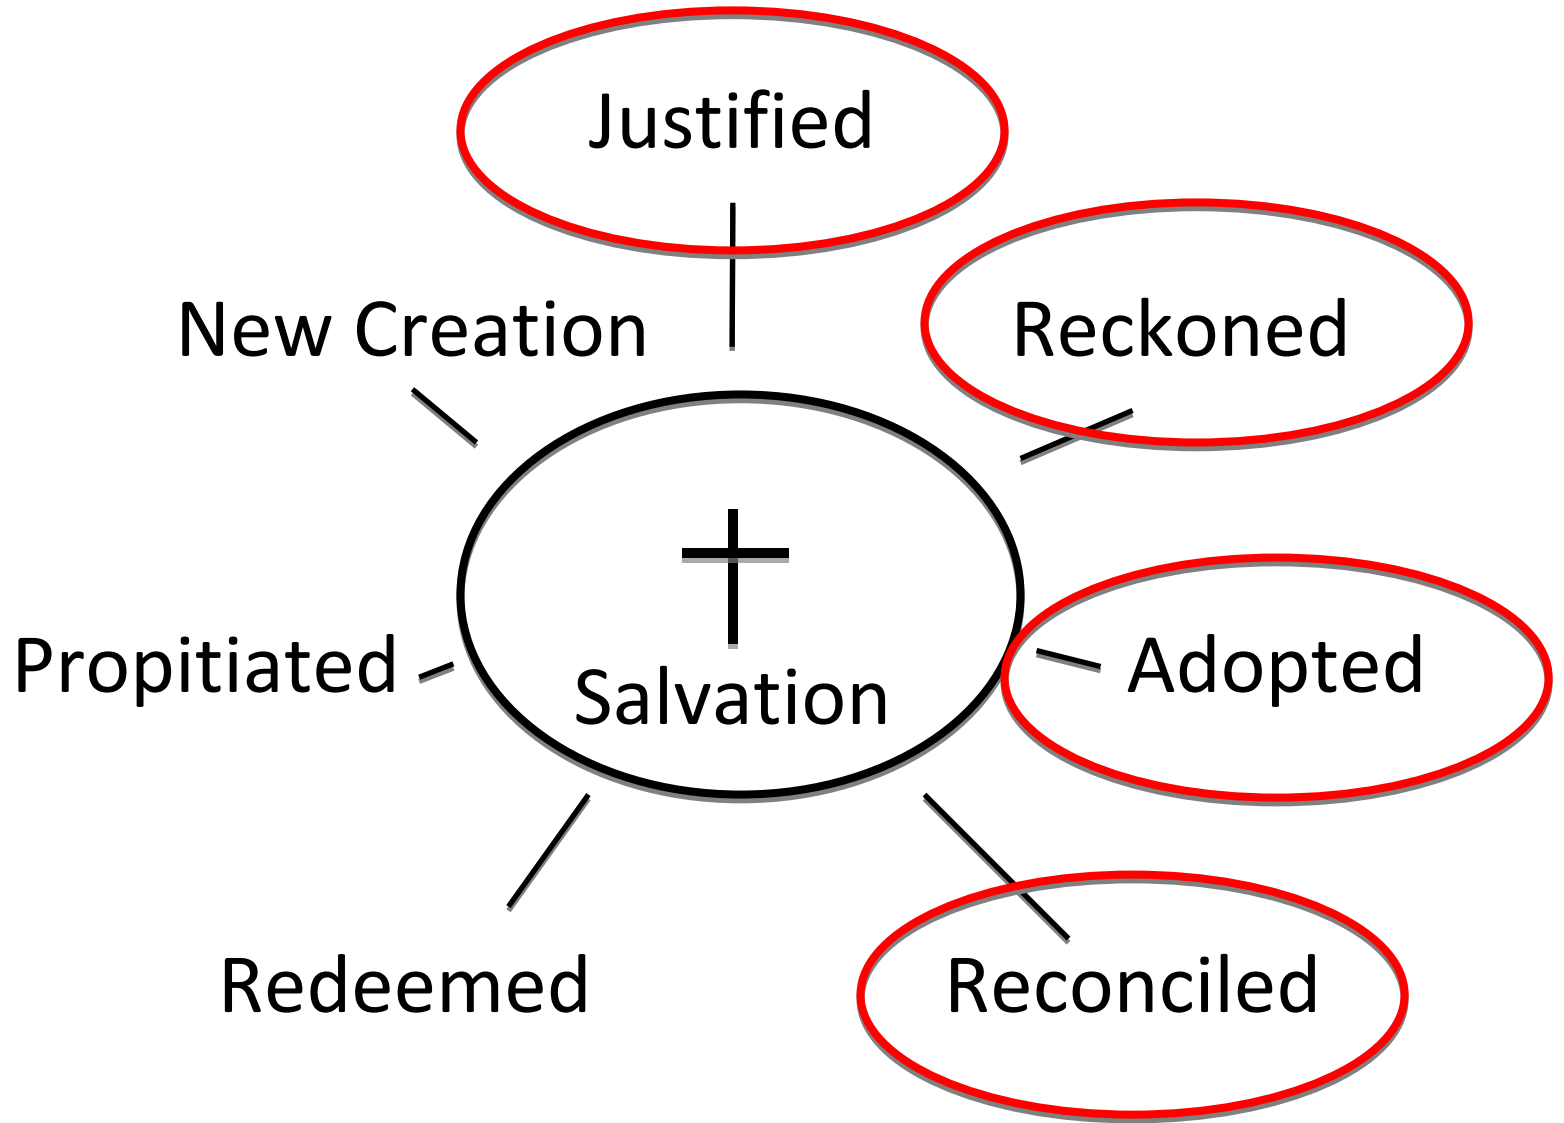 Justified
New Creation
Reckoned
Propitiated
Salvation
Adopted
Redeemed
Reconciled